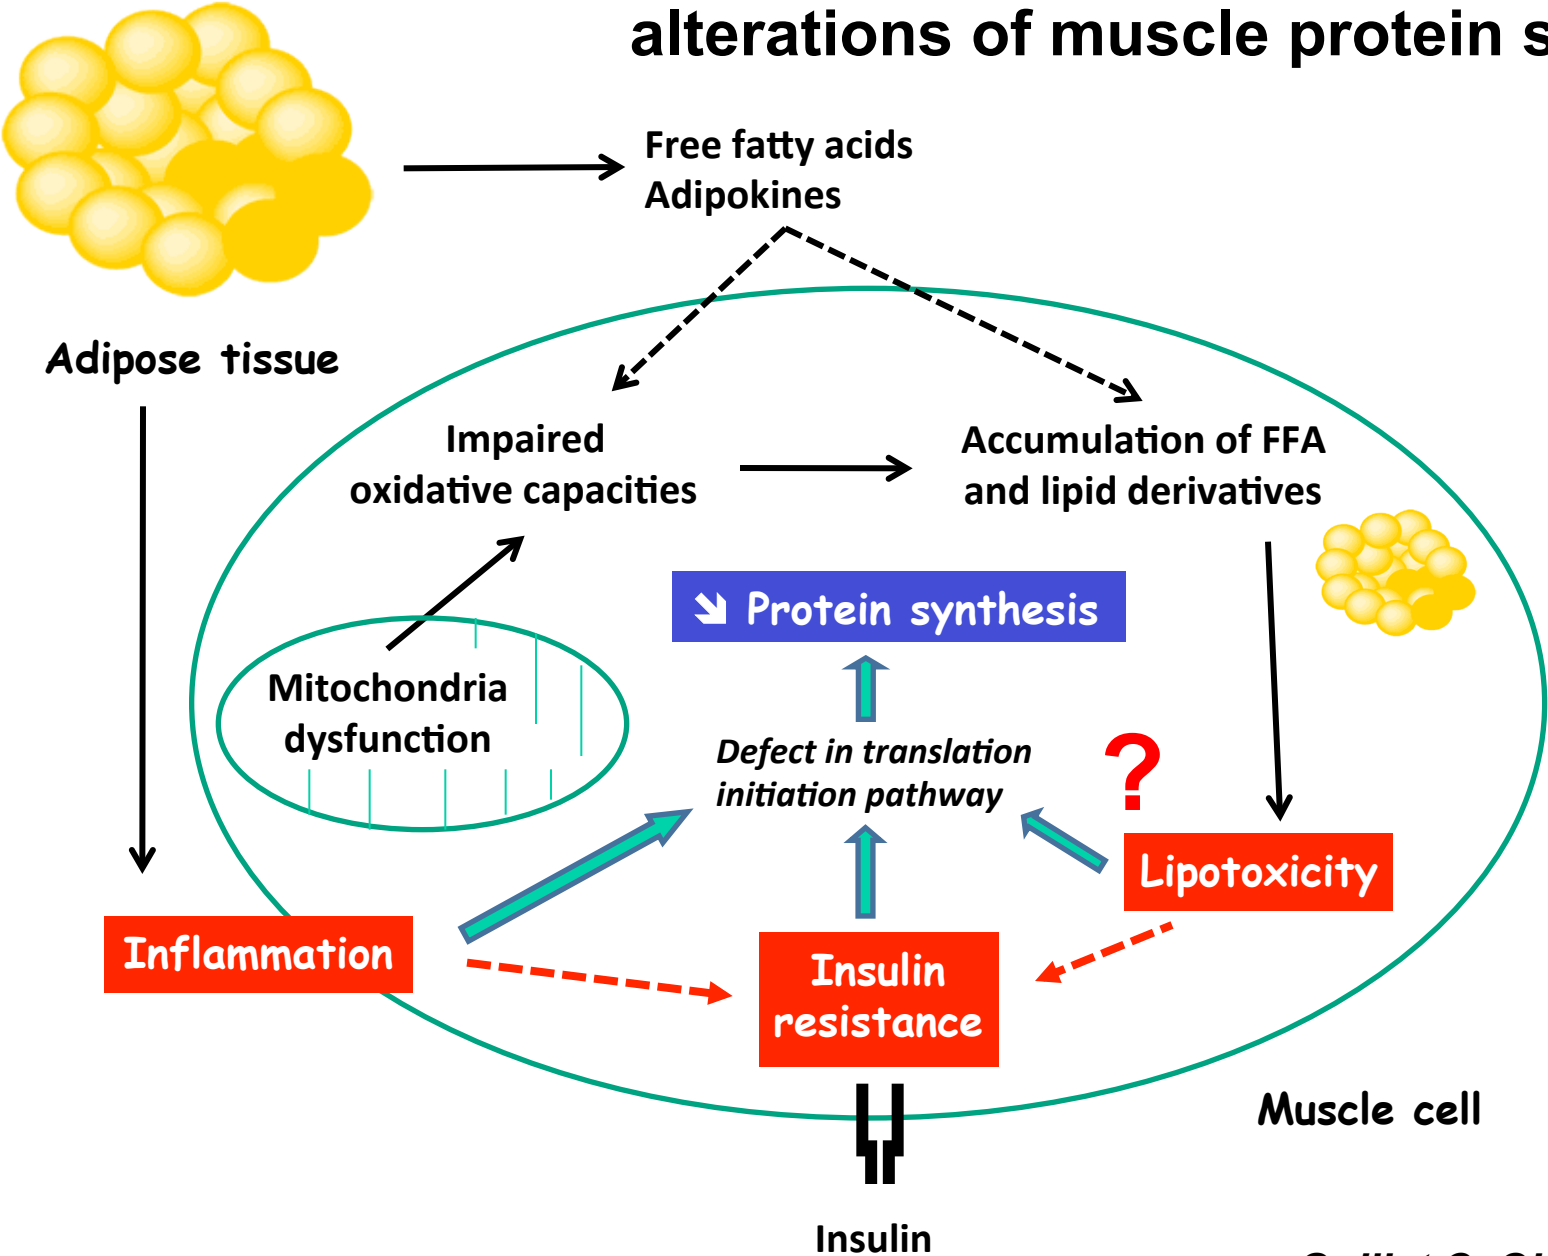 alterations of muscle protein
Free fatty acids
Adipokines
Adipose tissue
Impaired
oxidative capacities
Accumulation of FFA
and lipid derivatives
Protein synthesis
Mitochondria
dysfunction
Defect in translation
initiation pathway
?
Lipotoxicity
Inflammation
Insulin
resistance
Muscle cell
Insulin